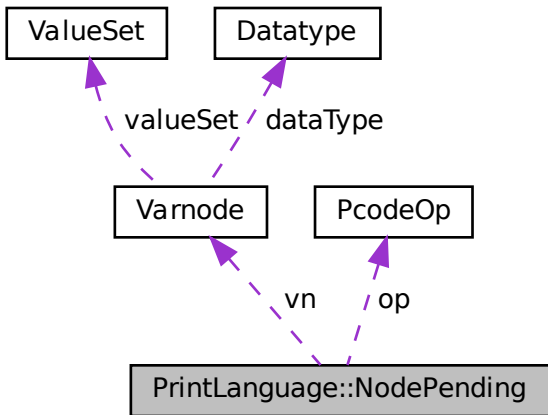 ValueSet Datatype
valueSet dataType
Varnode PcodeOp
vn op
PrintLanguage::NodePending